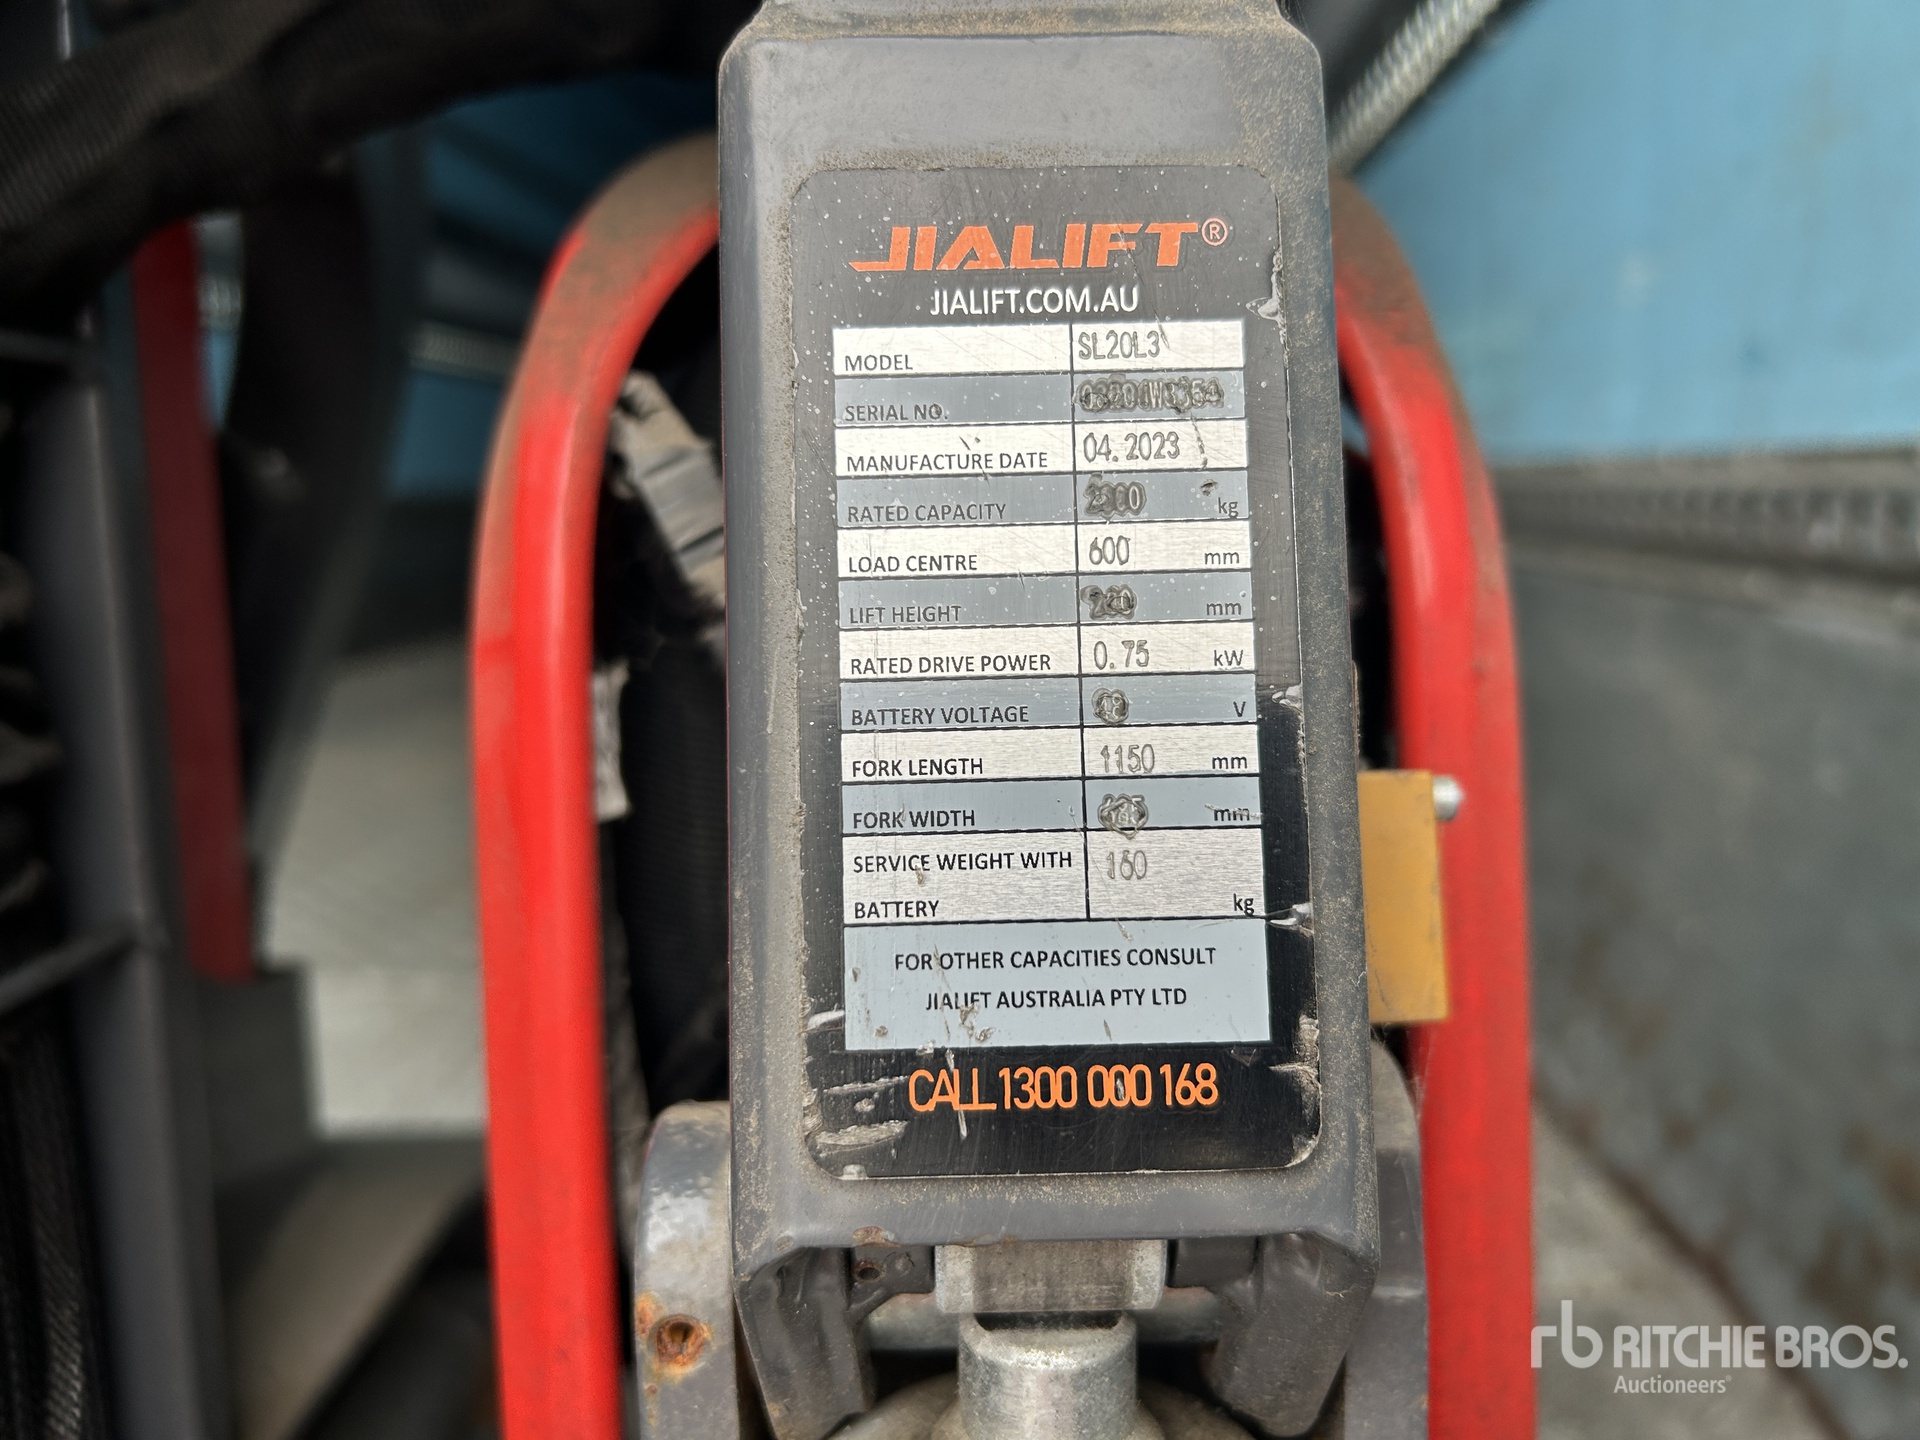 JIALIFT®
JIALIFT.COM.AU
MODEL SL20L3
SERIAL NO.
MANUFACTURE DATE 04.2023
RATED CAPACITY kg
LOAD CENTRE 600 mm
LIFT HEIGHT mm
RATED DRIVE POWER 0.75 kW
BATTERY VOLTAGE 48 V
FORK LENGTH 1150 mm
FORK WIDTH mm
SERVICE WEIGHT WITH 160
BATTERY kg
FOR OTHER CAPACITIES CONSULT
JIALIFT AUSTRALIA PTY LTD
CALL 1300 000 168
rb RITCHIE BROS.
Auctioneers